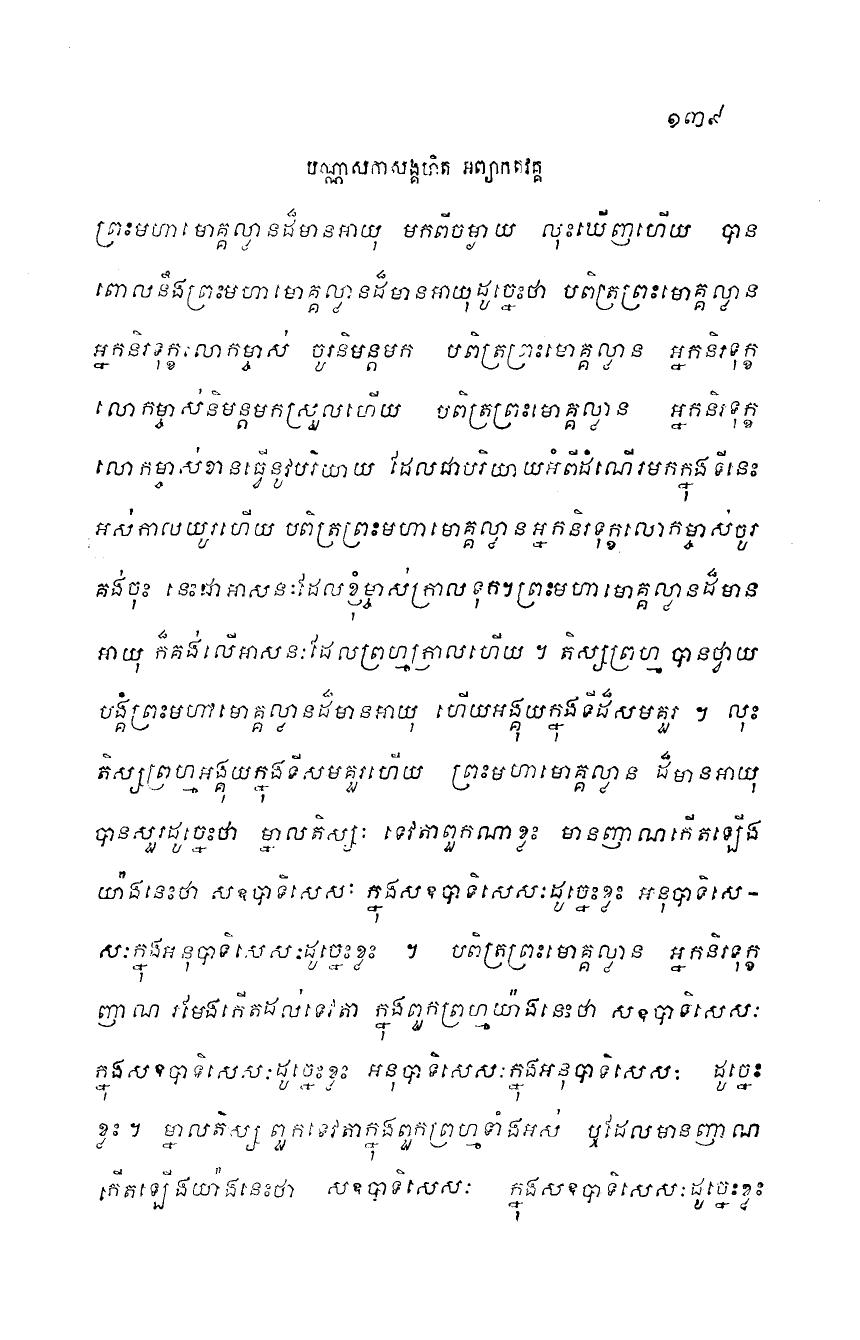 ១៣៩
បណ្ណាសកាសង្គហិត អព្យាកតវគ្គ
ព្រះមហាមោគ្គល្លានដ៏មានអាយុ មកពីចម្ងាយ លុះឃើញហើយ បាន
ពោលនឹងព្រះមហាមោគ្គល្លានដ៏មានអាយុដូច្នេះថា បពិត្រព្រះមោគ្គល្លាន
អ្នកនិរទុក្ខលោកម្ចាស់ ចូរនិមន្តមក បពិត្រព្រះមោគ្គល្លាន អ្នកនិរទុក្ខ
លោកម្ចាស់និមន្តមកស្រួលហើយ បពិត្រព្រះមោគ្គល្លាន អ្នកនិរទុក្ខ
លោកម្ចាស់ខានធ្វើនូវបរិយាយ ដែលជាបរិយាយអំពីដំណើរមកក្នុងទីនេះ
អស់កាលយូរហើយ បពិត្រព្រះមហាមោគ្គល្លានអ្នកនិរទុក្ខលោកម្ចាស់ចូរ
គង់ចុះ នេះជាអាសនៈដែលខ្ញុំម្ចាស់ក្រាលទុក។ ព្រះមហាមោគ្គល្លានដ៏មាន
អាយុ ក៏គង់លើអាសនៈដែលព្រហ្មក្រាលហើយ ។ តិស្សព្រហ្ម បានថ្វាយ
បង្គំព្រះមហាមោគ្គល្លានដ៏មានអាយុ ហើយអង្គុយក្នុងទីដ៏សមគួរ ។ លុះ
តិស្សព្រហ្មអង្គុយក្នុងទីសមគួរហើយ ព្រះមហាមោគ្គល្លាន ដ៏មានអាយុ
បានសួរដូច្នេះថា ម្នាលតិស្សៈ ទេវតាពួកណាខ្លះ មានញាណកើតឡើង
យ៉ាងនេះថា សឧបាទិសេសៈ ក្នុងសឧបាទិសេសៈដូច្នេះខ្លះ អនុបាទិសេ-
សៈក្នុងអនុបាទិសេសៈដូច្នេះខ្លះ ។ បពិត្រព្រះមោគ្គល្លាន អ្នកនិរទុក្ខ
ញាណ រមែងកើតដល់ទេវតា ក្នុងពួកព្រហ្មយ៉ាងនេះថា សឧបាទិសេសៈ
ក្នុងសឧបាទិសេសៈដូច្នេះខ្លះ អនុបាទិសេសៈក្នុងអនុបាទិសេសៈ ដូច្នេះ
ខ្លះ ។ ម្នាលតិស្ស ពួកទេវតាក្នុងពួកព្រហ្មទាំងអស់ ឬដែលមានញាណ
កើតឡើងយ៉ាងនេះថា សឧបាទិសេសៈ ក្នុងសឧបាទិសេសៈដូច្នេះខ្លះ